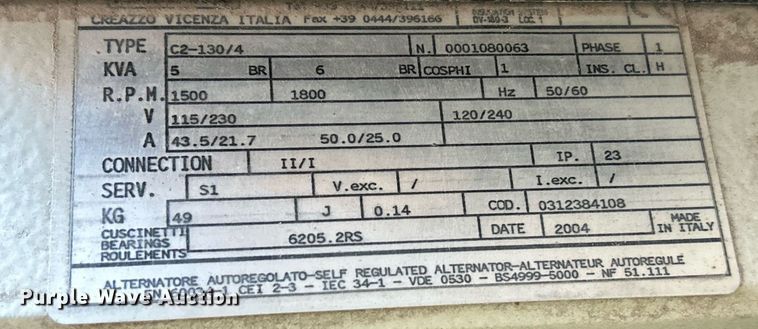 CREAZZO VICENZA ITALIA Fax +39 0444/396166
TYPE C2-130/4 N. 0001080063 PHASE 1
KVA 5 BR 6 BR COSPHI 1 INS. CL. H
R.P.M. 1500 1800 Hz 50/60
V 115/230 120/240
A 43.5/21.7 50.0/25.0
CONNECTION II/I IP. 23
SERV. S1 V.exc. / I.exc. /
KG 49 J 0.14 COD. 0312384108
CUSCINETTI
BEARINGS 6205.2RS DATE 2004 MADE IN ITALY
ROULEMENTS
ALTERNATORE AUTOREGOLATO-SELF REGULATED ALTERNATOR-ALTERNATEUR AUTOREGULÉ
EN 60034-1 CEI 2-3 - IEC 34-1 - VDE 0530 - BS4999-5000 - NF 51.111
Purple Wave Auction